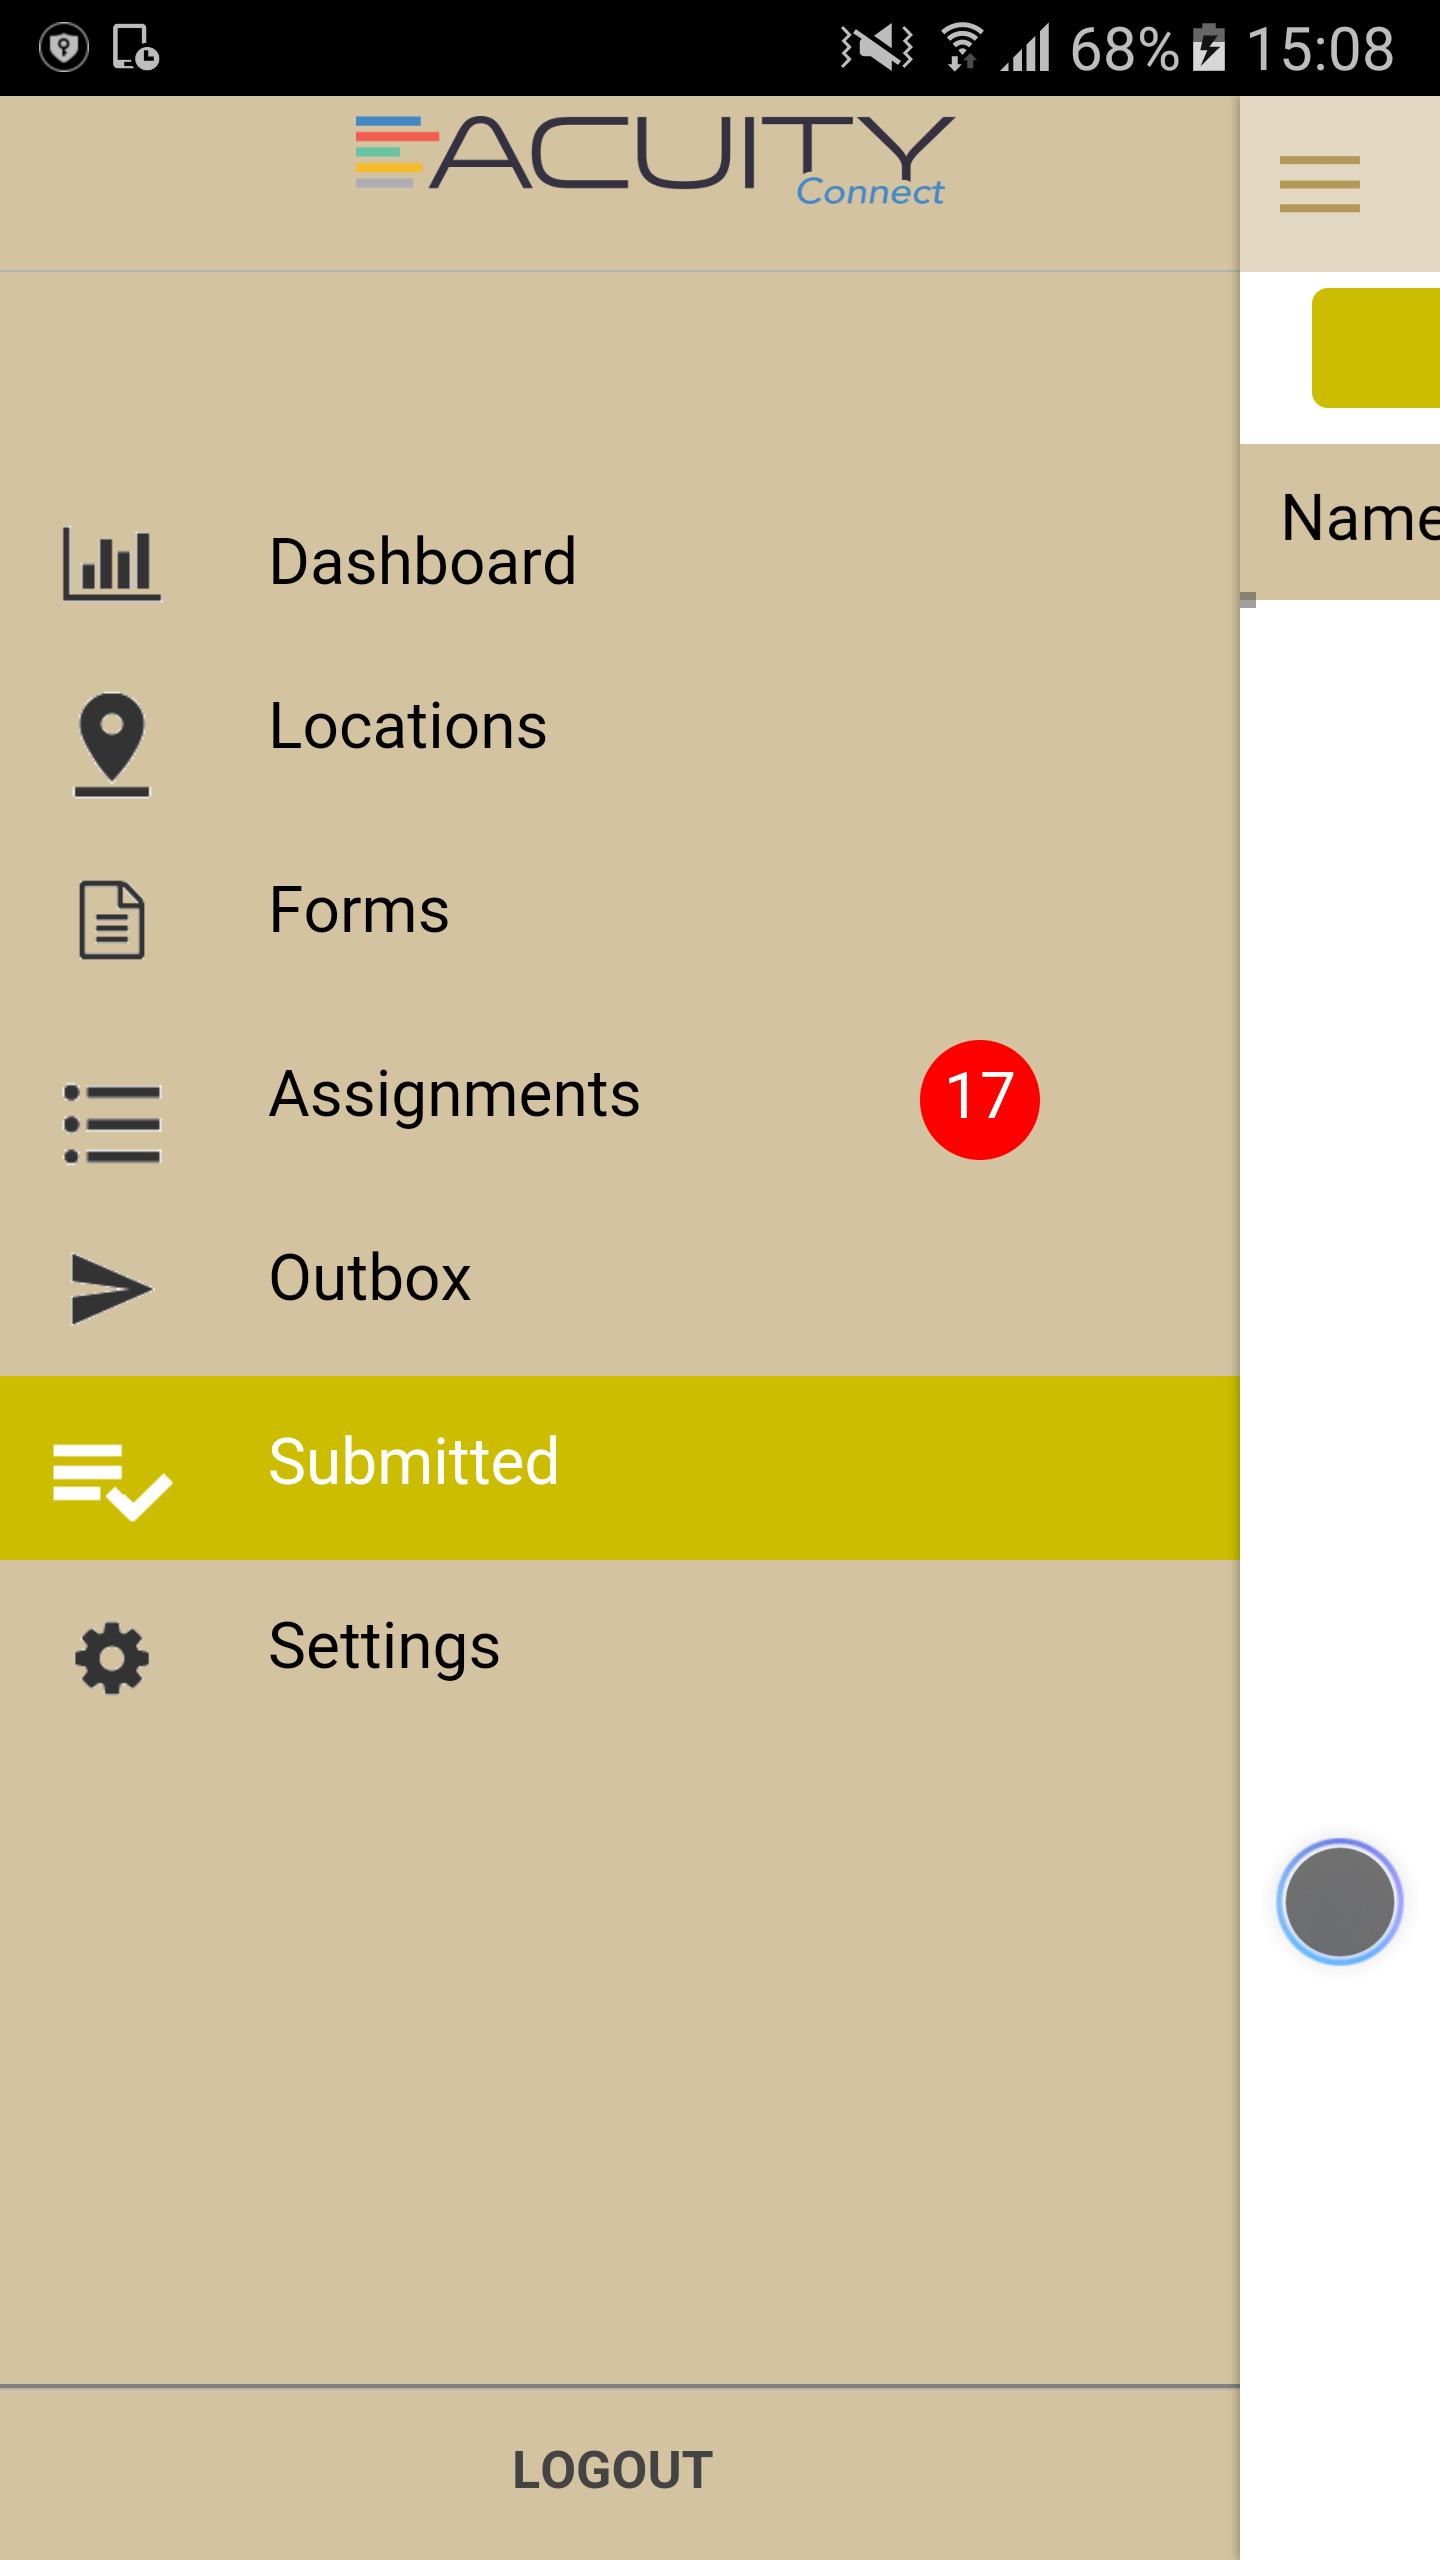 68% 15:08
ACUITY
Connect
Name
Dashboard
Locations
Forms
Assignments 17
Outbox
Submitted
Settings
LOGOUT